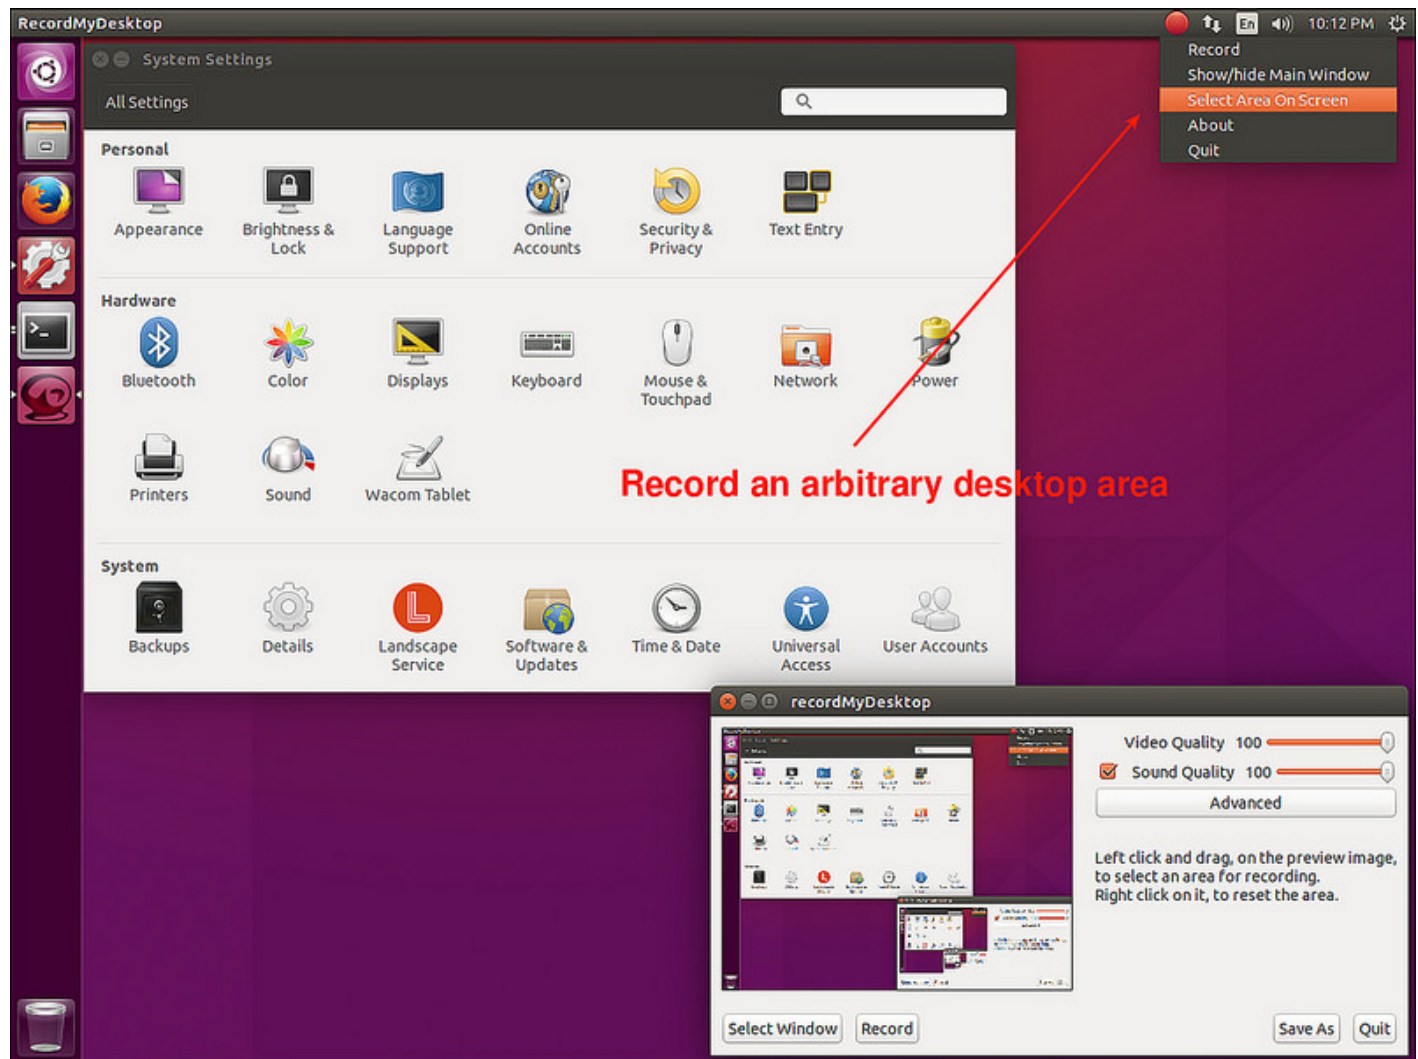 RecordMyDesktop
En
10:12 PM
Record
Show/hide Main Window
Select Area On Screen
About
Quit
System Settings
All Settings
Personal
Appearance
Brightness &
Lock
Language
Support
Online
Accounts
Security &
Privacy
Text Entry
Hardware
Bluetooth
Color
Displays
Keyboard
Mouse &
Touchpad
Network
Power
Printers
Sound
Wacom Tablet
Record an arbitrary desktop area
System
Backups
Details
Landscape
Service
Software &
Updates
Time & Date
Universal
Access
User Accounts
recordMyDesktop
Video Quality 100
Sound Quality 100
Advanced
Left click and drag, on the preview image,
to select an area for recording.
Right click on it, to reset the area.
Select Window
Record
Save As
Quit